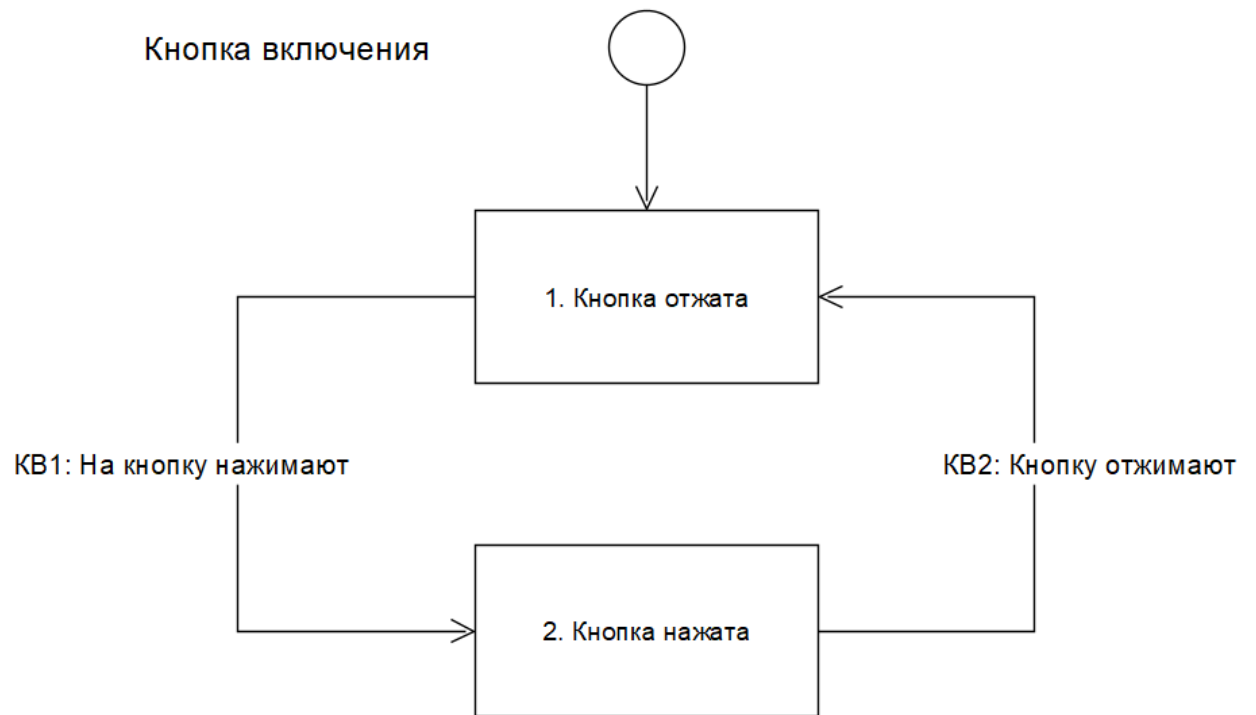 Кнопка включения
1. Кнопка отжата
КВ1: На кнопку нажимают
КВ2: Кнопку отжимают
2. Кнопка нажата